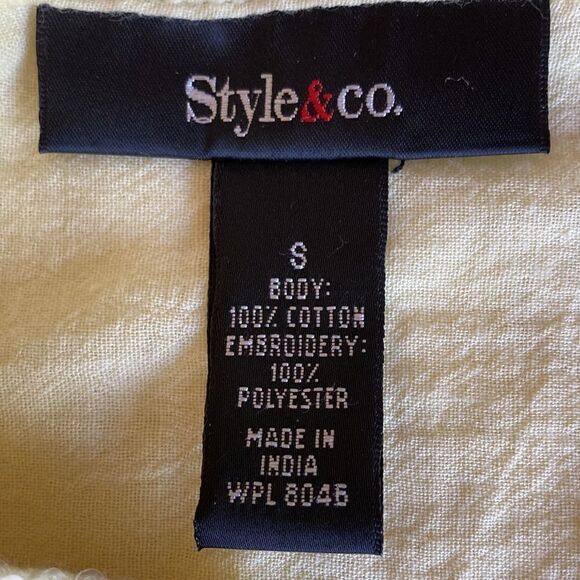 Style&co.
S
BODY:
100% COTTON
EMBROIDERY:
100%
POLYESTER
MADE IN
INDIA
WPL 8046